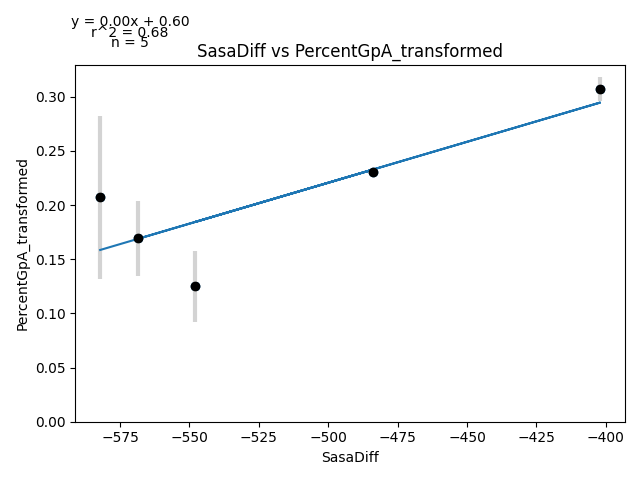 y = 0.00x + 0.60
r^2 = 0.68
n = 5
SasaDiff vs PercentGpA_transformed
PercentGpA_transformed
0.30
0.25
0.20
0.15
0.10
0.05
0.00
−575
−550
−525
−500
−475
−450
−425
−400
SasaDiff